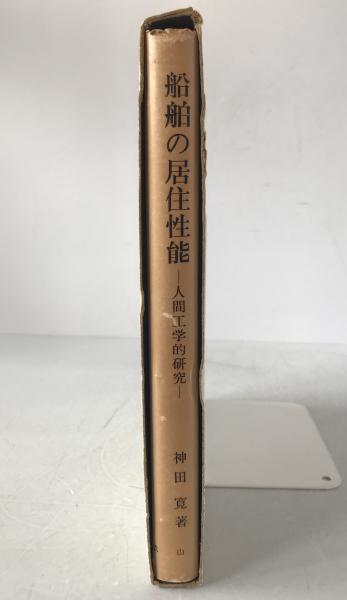 船舶の居住性能
—人間工学的研究—
神田 寛著
山